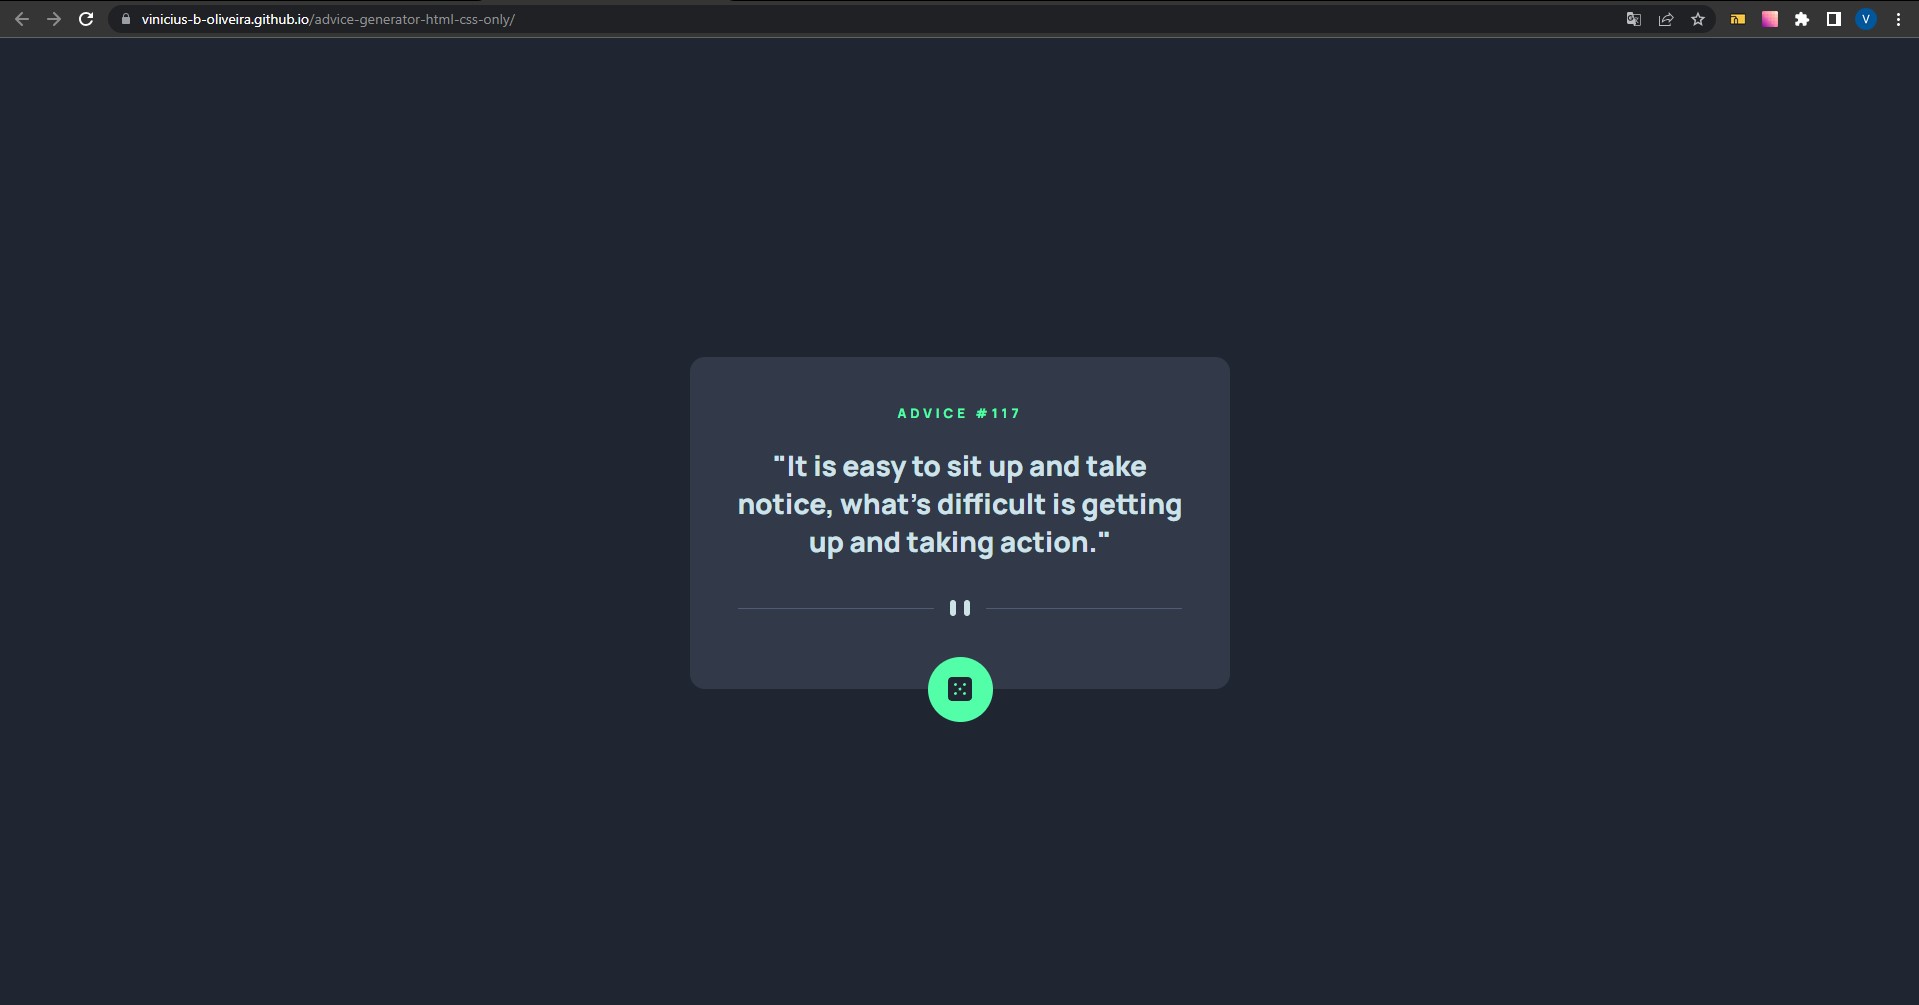 vinicius-b-oliveira.github.io/advice-generator-html-css-only/
V
ADVICE #117
"It is easy to sit up and take
notice, what's difficult is getting
up and taking action."